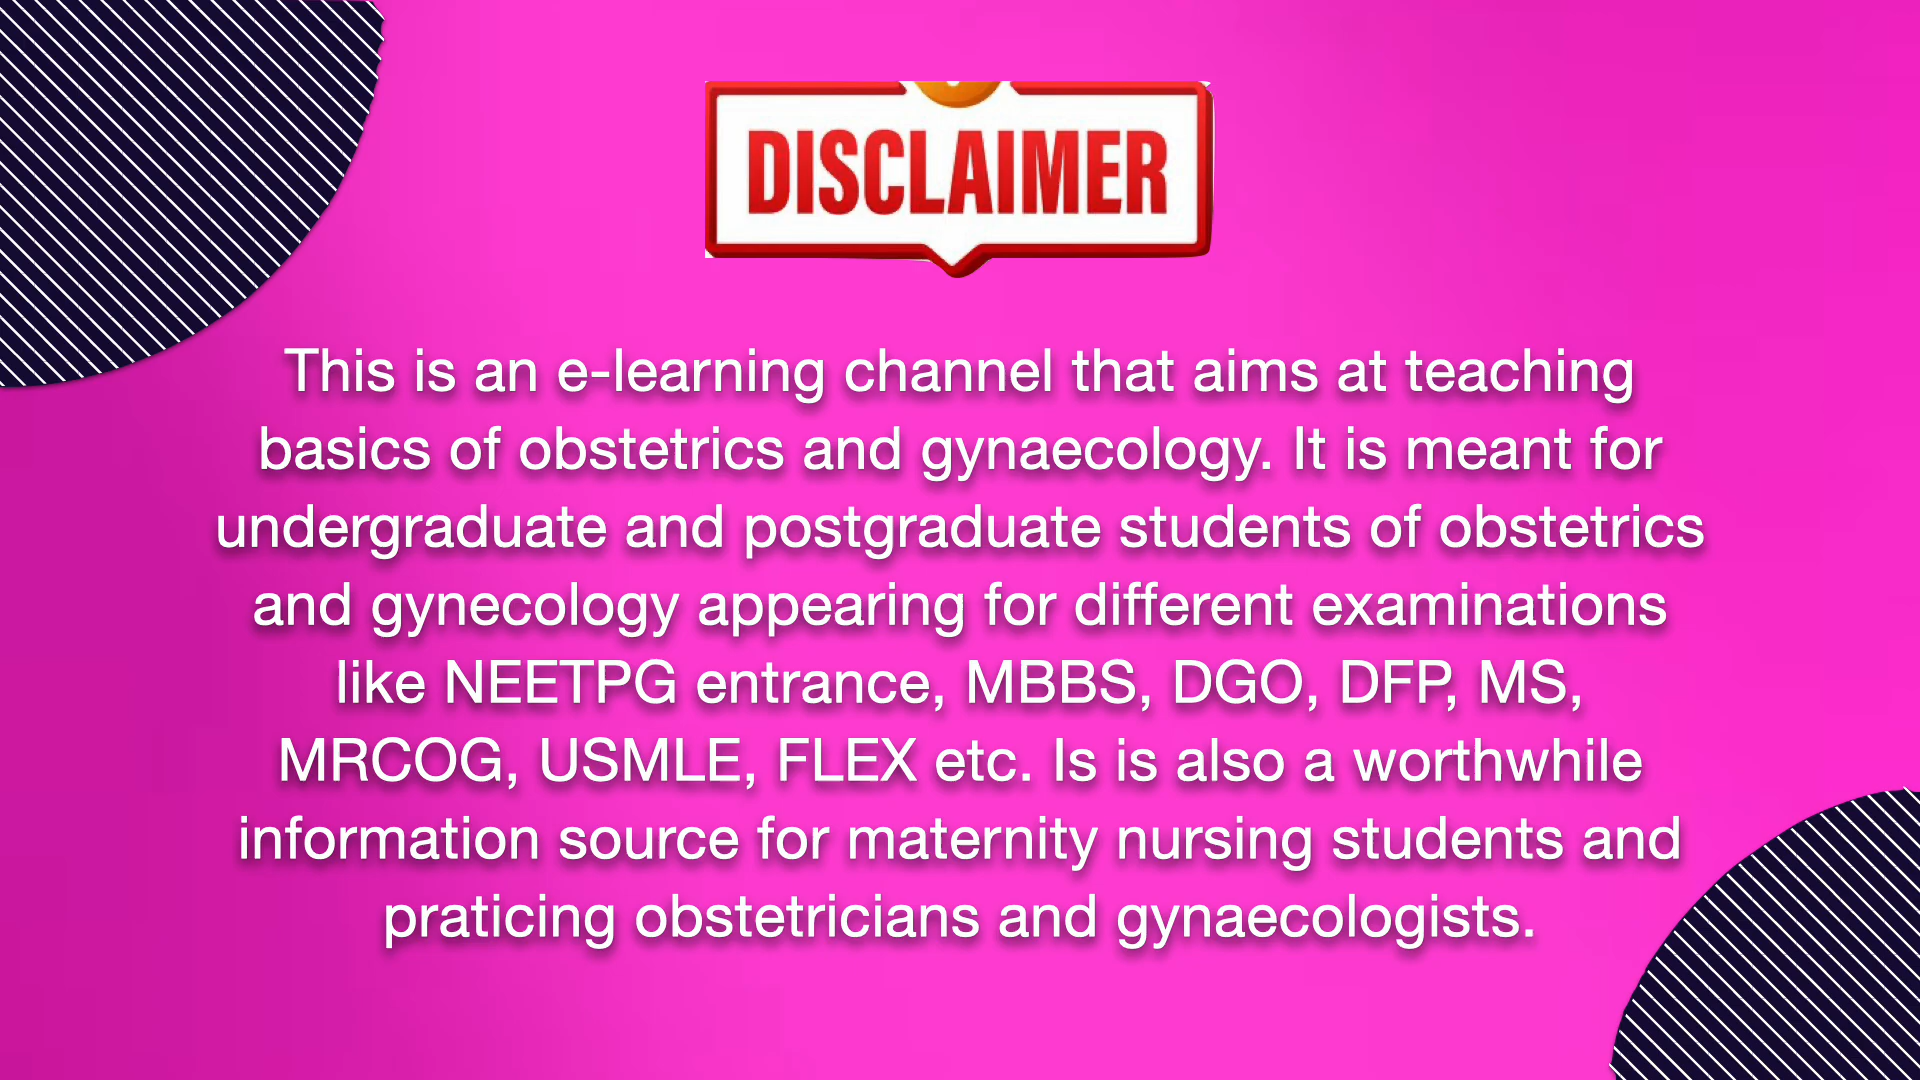 DISCLAIMER
This is an e-learning channel that aims at teaching
basics of obstetrics and gynaecology. It is meant for
undergraduate and postgraduate students of obstetrics
and gynecology appearing for different examinations
like NEETPG entrance, MBBS, DGO, DFP, MS,
MRCOG, USMLE, FLEX etc. Is is also a worthwhile
information source for maternity nursing students and
praticing obstetricians and gynaecologists.